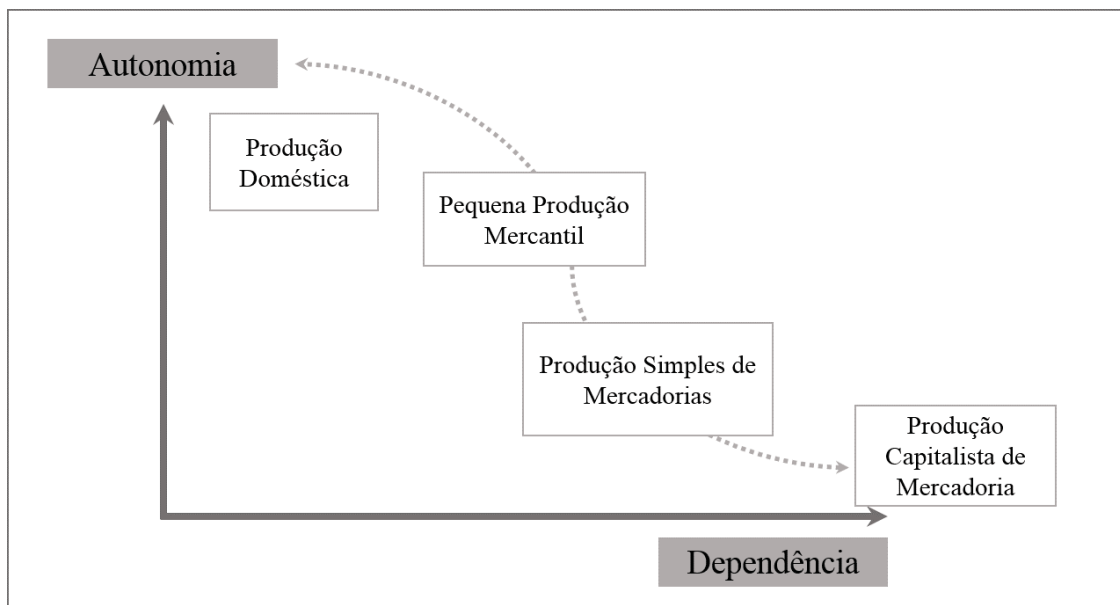 Autonomia
Produção
Doméstica
Pequena Produção
Mercantil
Produção Simples de
Mercadorias
Produção
Capitalista de
Mercadoria
Dependência